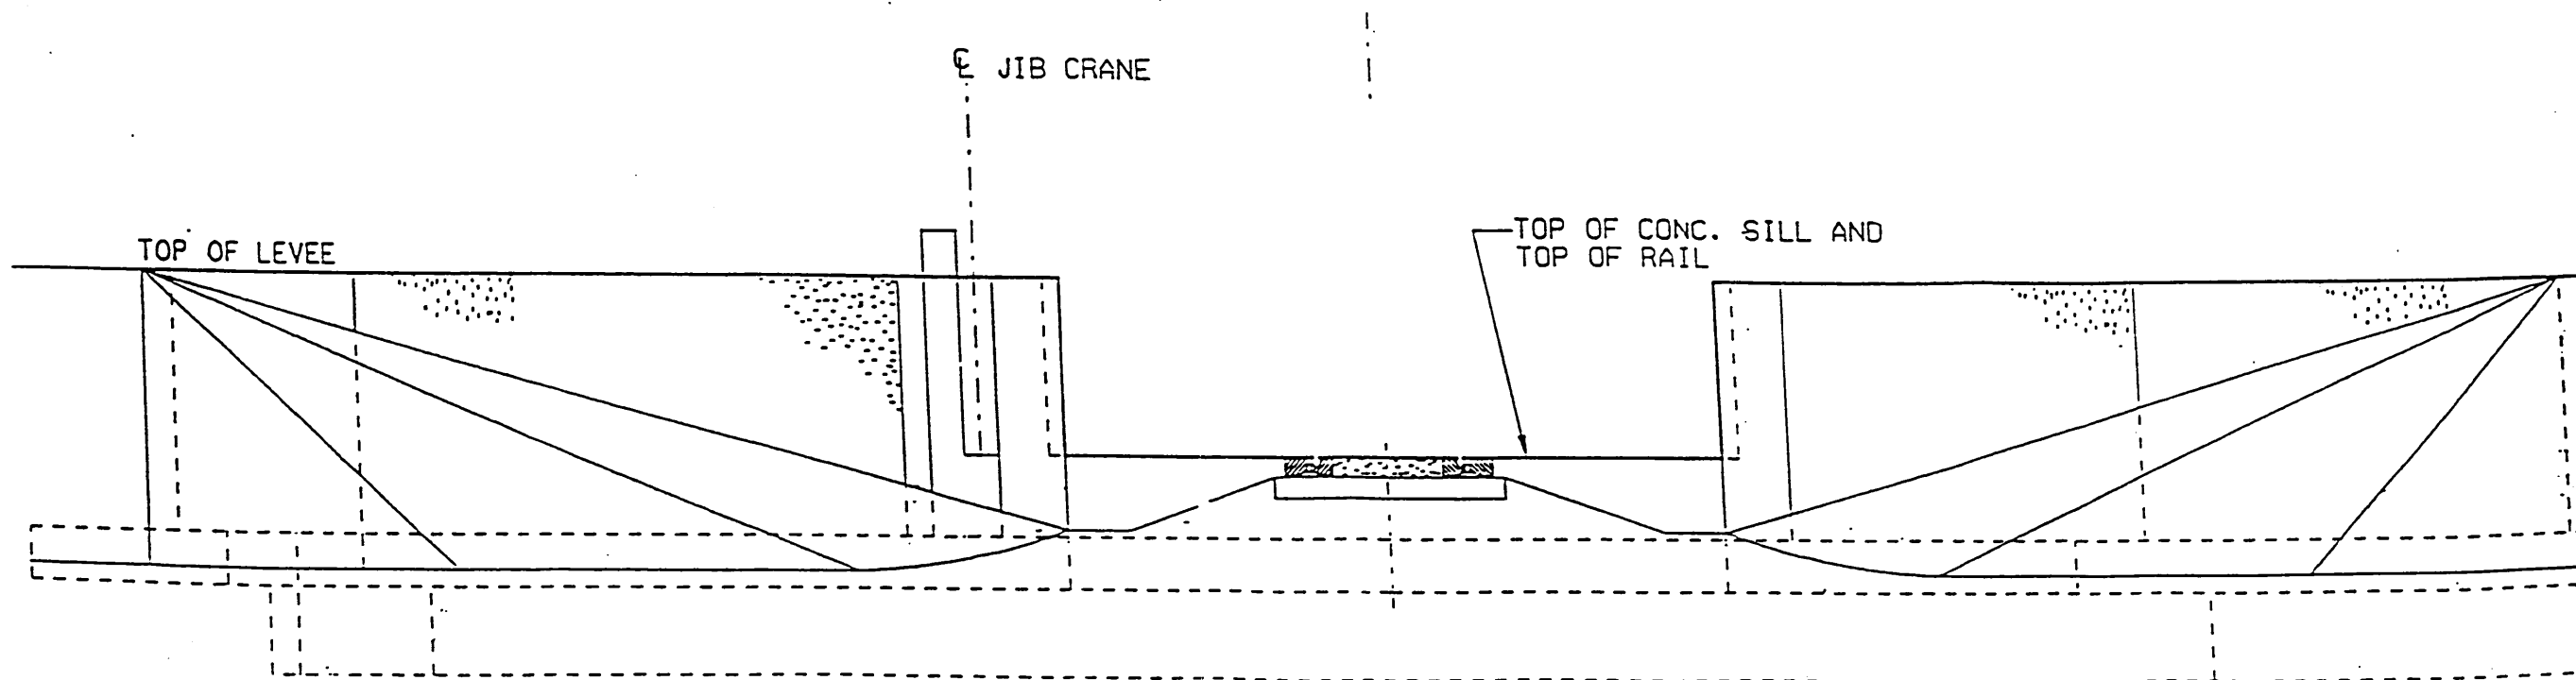 ℄ JIB CRANE
TOP OF LEVEE
TOP OF CONC. SILL AND
TOP OF RAIL